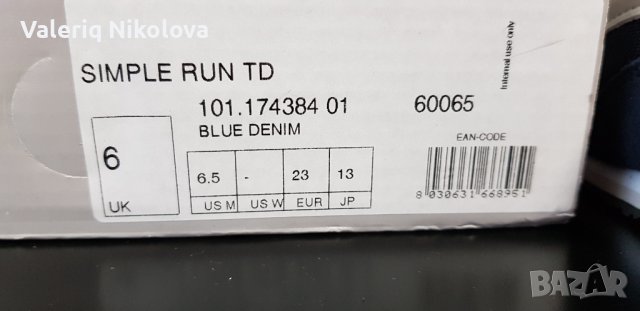 Valeriq Nikolova
SIMPLE RUN TD
Internal use only
101.174384 01 60065
BLUE DENIM
EAN-CODE
6
UK
6.5 - 23 13
US M US W EUR JP
8 030631 668951
BAZAR